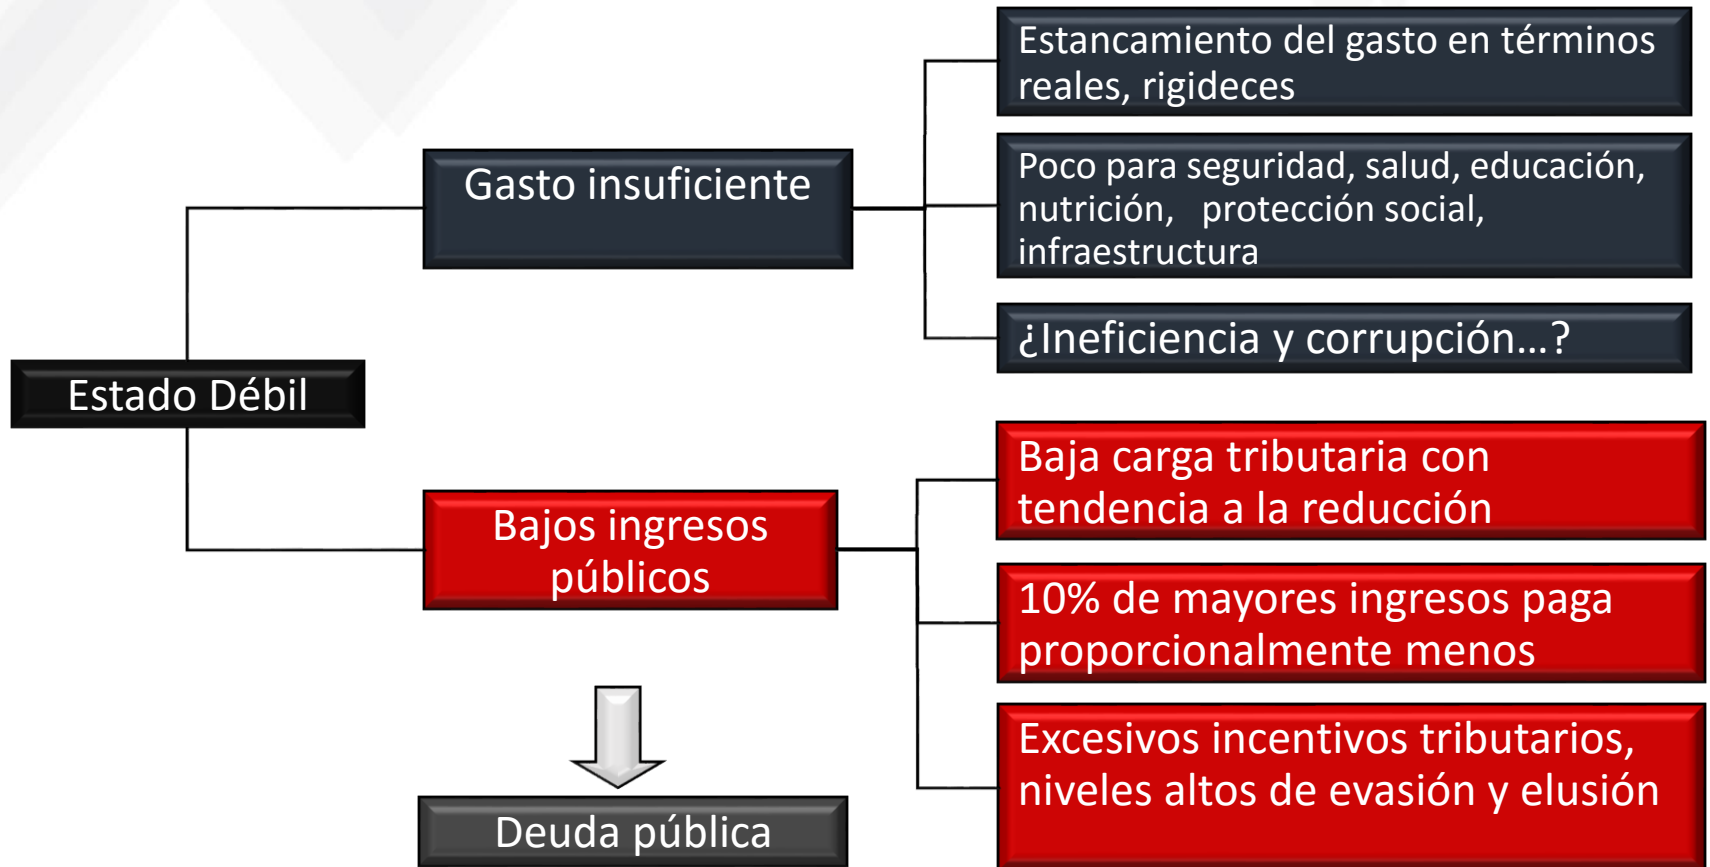 Estado Débil
Gasto insuficiente
Estancamiento del gasto en términos
reales, rigideces
Poco para seguridad, salud, educación,
nutrición,   protección social,
infraestructura
¿Ineficiencia y corrupción...?
Bajos ingresos
públicos
Baja carga tributaria con
tendencia a la reducción
10% de mayores ingresos paga
proporcionalmente menos
Excesivos incentivos tributarios,
niveles altos de evasión y elusión
Deuda pública